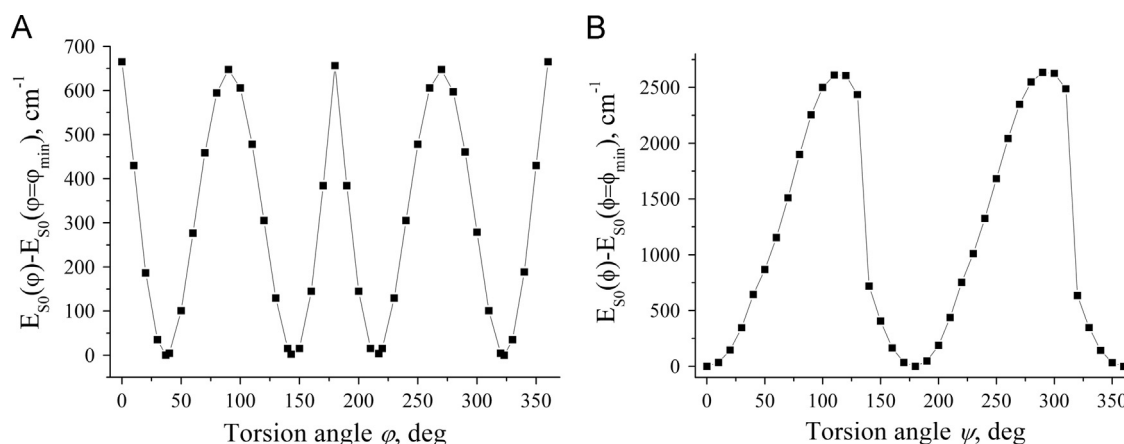 A
E_S0(φ)-E_S0(φ=φ_min), cm⁻¹
700
600
500
400
300
200
100
0
0 50 100 150 200 250 300 350
Torsion angle φ, deg
B
E_S0(ϕ)-E_S0(ϕ=ϕ_min), cm⁻¹
2500
2000
1500
1000
500
0
0 50 100 150 200 250 300 350
Torsion angle ψ, deg